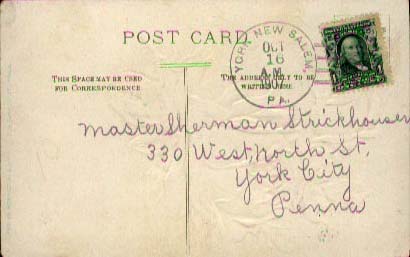 POST CARD
YORK NEW SALEM,
OCT
16
A.M.
PA.
THIS SPACE MAY BE USED
FOR CORRESPONDENCE
THE ADDRESS ONLY TO BE
WRITTEN HERE
Master Sherman Strickhouser
330 West, North St,
York City
Penna